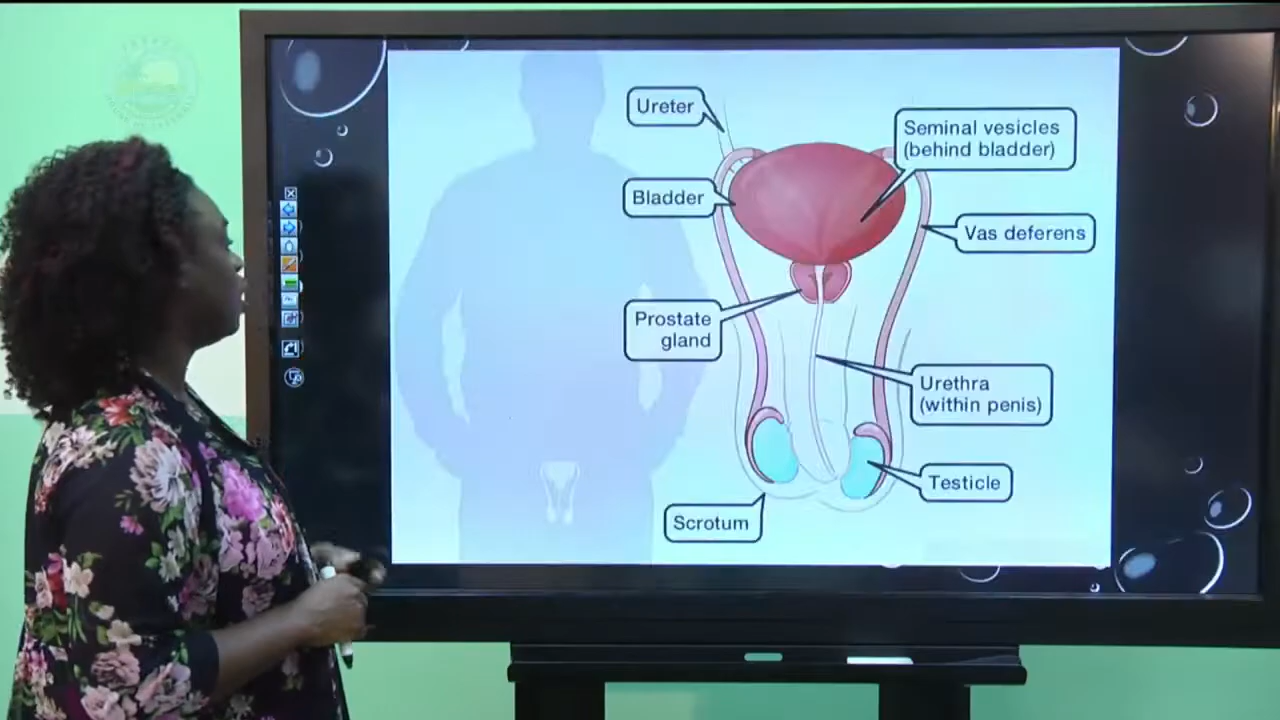 Ureter
Seminal vesicles
(behind bladder)
Bladder
Vas deferens
Prostate
gland
Urethra
(within penis)
Testicle
Scrotum